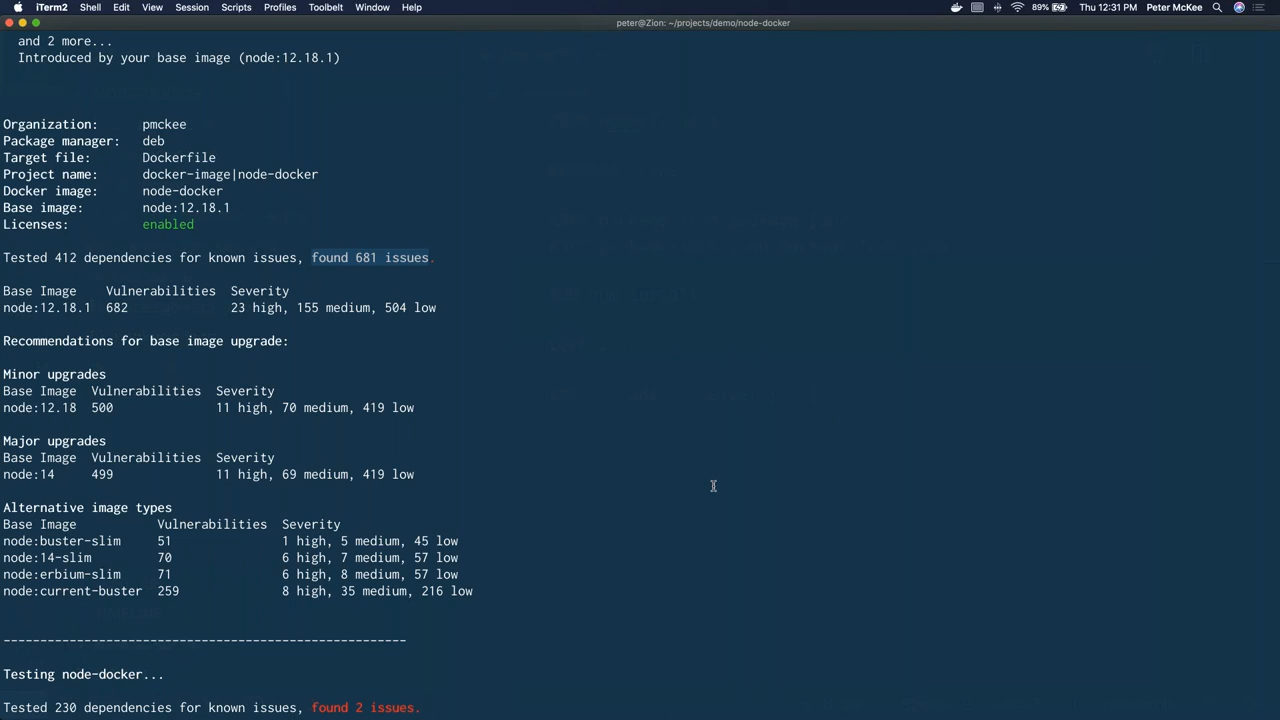 iTerm2 Shell Edit View Session Scripts Profiles Toolbelt Window Help 89% Thu 12:31 PM Peter McKee
peter@Zion: ~/projects/demo/node-docker
and 2 more...
Introduced by your base image (node:12.18.1)
Organization: pmckee
Package manager: deb
Target file: Dockerfile
Project name: docker-image|node-docker
Docker image: node-docker
Base image: node:12.18.1
Licenses: enabled
Tested 412 dependencies for known issues, found 681 issues.
Base Image Vulnerabilities Severity
node:12.18.1 682 23 high, 155 medium, 504 low
Recommendations for base image upgrade:
Minor upgrades
Base Image Vulnerabilities Severity
node:12.18 500 11 high, 70 medium, 419 low
Major upgrades
Base Image Vulnerabilities Severity
node:14 499 11 high, 69 medium, 419 low
Alternative image types
Base Image Vulnerabilities Severity
node:buster-slim 51 1 high, 5 medium, 45 low
node:14-slim 70 6 high, 7 medium, 57 low
node:erbium-slim 71 6 high, 8 medium, 57 low
node:current-buster 259 8 high, 35 medium, 216 low
-------------------------------------------------------
Testing node-docker...
Tested 230 dependencies for known issues, found 2 issues.